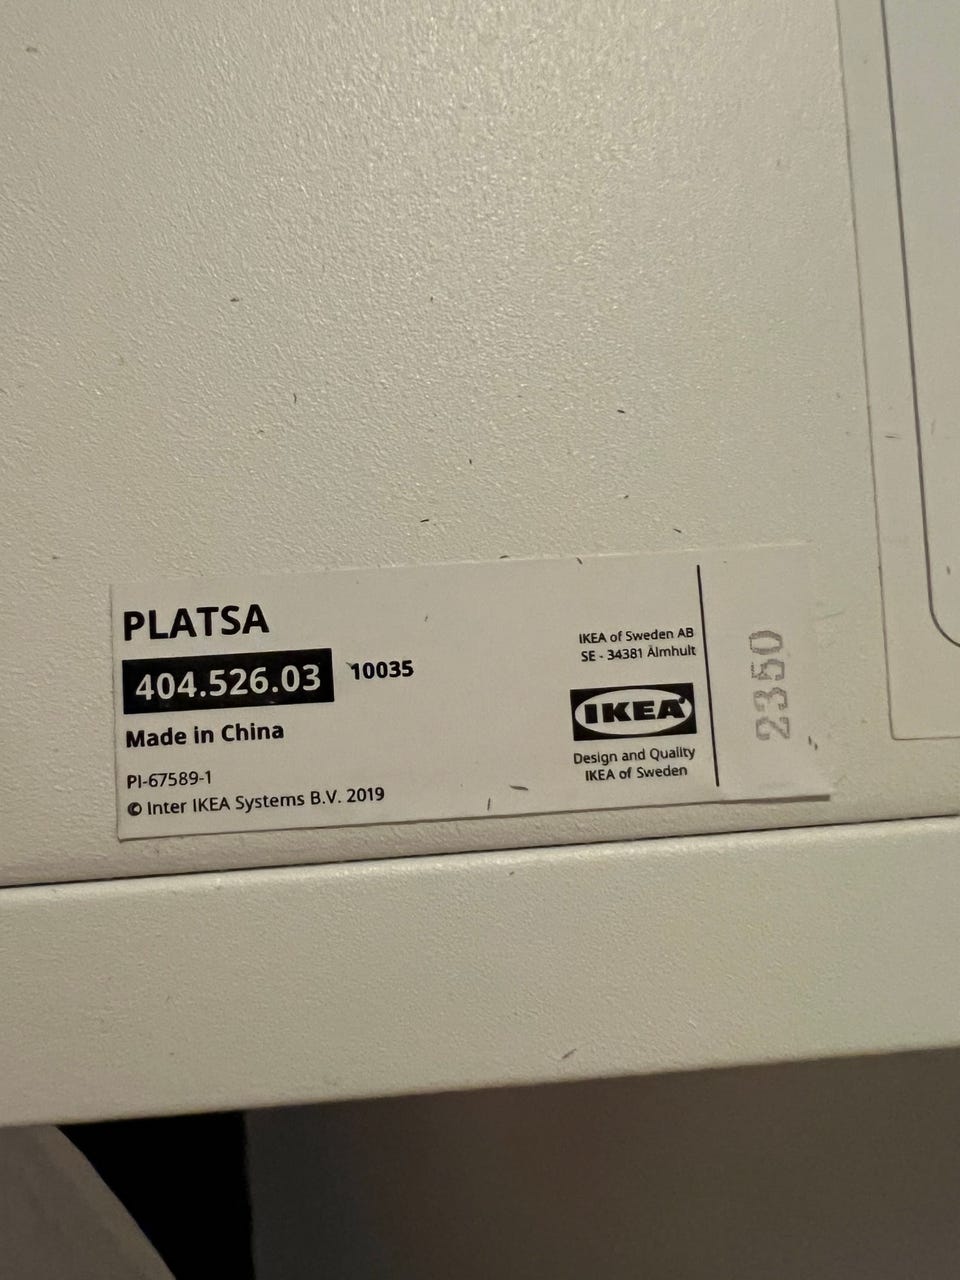 PLATSA
404.526.03 10035
Made in China
PI-67589-1
© Inter IKEA Systems B.V. 2019
IKEA of Sweden AB
SE - 34381 Älmhult
IKEA
Design and Quality
IKEA of Sweden
2350